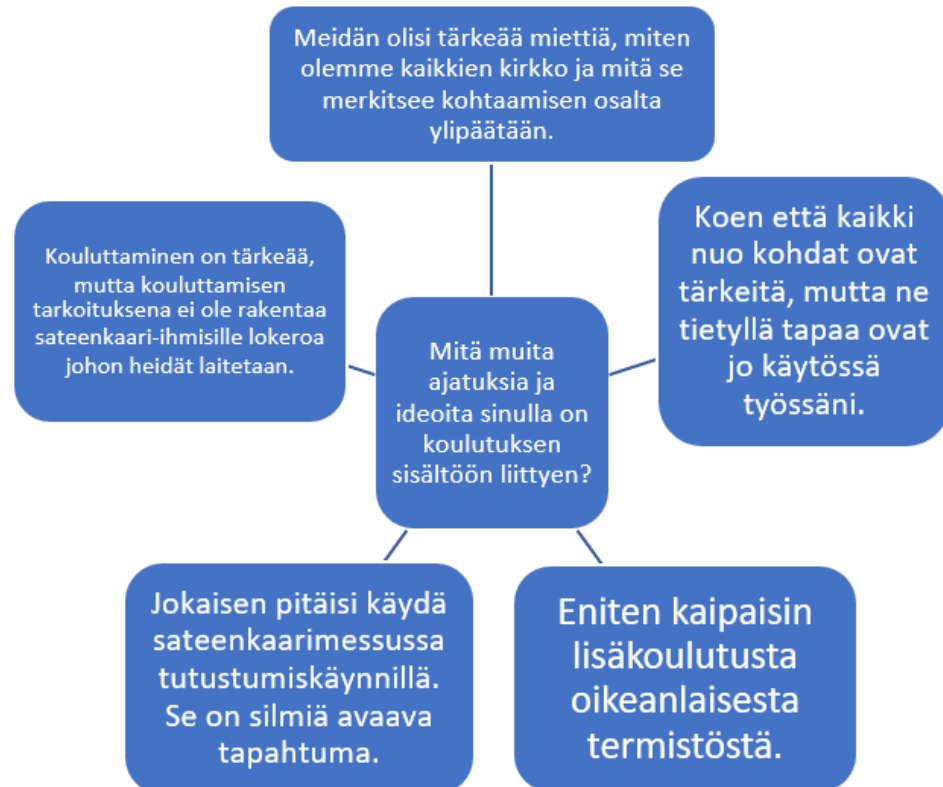 Meidän olisi tärkeää miettiä, miten
olemme kaikkien kirkko ja mitä se
merkitsee kohtaamisen osalta
ylipäätään.
Kouluttaminen on tärkeää,
mutta kouluttamisen
tarkoituksena ei ole rakentaa
sateenkaari-ihmisille lokeroa
johon heidät laitetaan.
Koen että kaikki
nuo kohdat ovat
tärkeitä, mutta ne
tietyllä tapaa ovat
jo käytössä
työssäni.
Mitä muita
ajatuksia ja
ideoita sinulla on
koulutuksen
sisältöön liittyen?
Jokaisen pitäisi käydä
sateenkaarimessussa
tutustumiskäynnillä.
Se on silmiä avaava
tapahtuma.
Eniten kaipaisin
lisäkoulutusta
oikeanlaisesta
termistöstä.